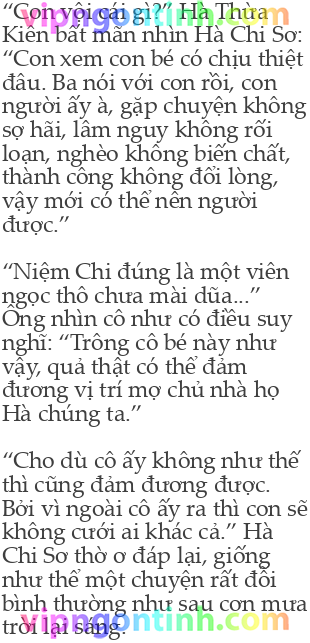 “Con vội cái gì?” Hà Thừa
Kiên bất mãn nhìn Hà Chi Sơ:
“Con xem con bé có chịu thiệt
đâu. Ba nói với con rồi, con
người ấy à, gặp chuyện không
sợ hãi, lâm nguy không rối
loạn, nghèo không biến chất,
thành công không đổi lòng,
vậy mới có thể nên người
được.”
“Niệm Chi đúng là một viên
ngọc thô chưa mài dũa...”
Ông nhìn cô như có điều suy
nghĩ: “Trông cô bé này như
vậy, quả thật có thể đảm
đương vị trí mợ chủ nhà họ
Hà chúng ta.”
“Cho dù cô ấy không như thế
thì cũng đảm đương được.
Bởi vì ngoài cô ấy ra thì con sẽ
không cưới ai khác cả.” Hà
Chi Sơ thờ ơ đáp lại, giống
như thể một chuyện rất đỗi
bình thường như sau cơn mưa
trời lại sáng.
vipngontinh.com
vipngontinh.com
vipngontinh.com